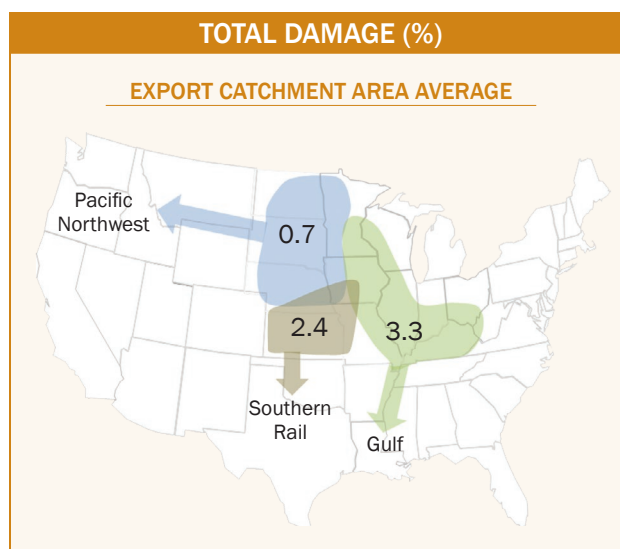 TOTAL DAMAGE (%)
EXPORT CATCHMENT AREA AVERAGE
Pacific
Northwest
0.7
2.4
3.3
Southern
Rail
Gulf